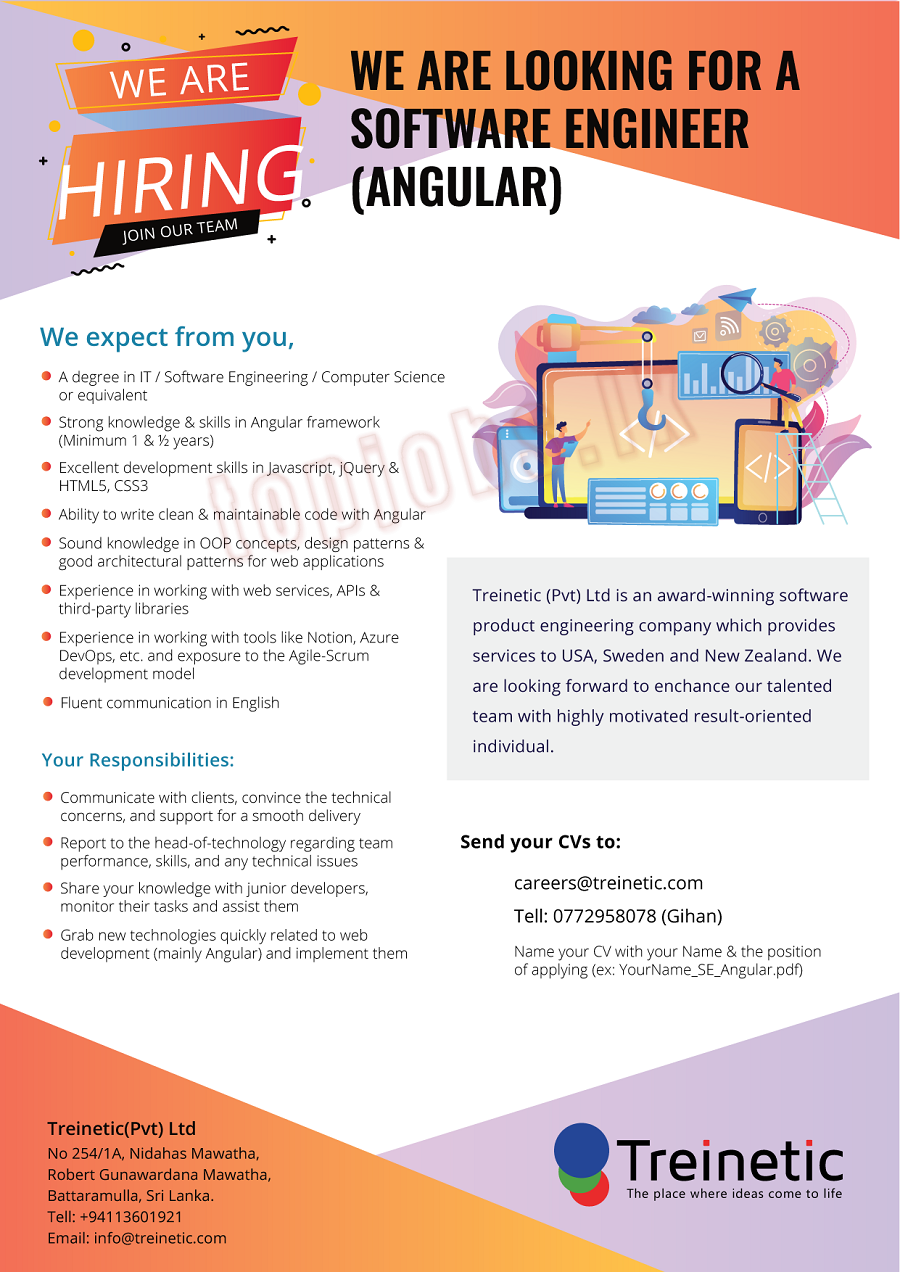 WE ARE
HIRING
JOIN OUR TEAM
WE ARE LOOKING FOR A
SOFTWARE ENGINEER
(ANGULAR)
We expect from you,
A degree in IT / Software Engineering / Computer Science
or equivalent
Strong knowledge & skills in Angular framework
(Minimum 1 & ½ years)
Excellent development skills in Javascript, jQuery &
HTML5, CSS3
Ability to write clean & maintainable code with Angular
Sound knowledge in OOP concepts, design patterns &
good architectural patterns for web applications
Experience in working with web services, APIs &
third-party libraries
Experience in working with tools like Notion, Azure
DevOps, etc. and exposure to the Agile-Scrum
development model
Fluent communication in English
Your Responsibilities:
Communicate with clients, convince the technical
concerns, and support for a smooth delivery
Report to the head-of-technology regarding team
performance, skills, and any technical issues
Share your knowledge with junior developers,
monitor their tasks and assist them
Grab new technologies quickly related to web
development (mainly Angular) and implement them
topjobs.lk
</>
</>
Treinetic (Pvt) Ltd is an award-winning software
product engineering company which provides
services to USA, Sweden and New Zealand. We
are looking forward to enchance our talented
team with highly motivated result-oriented
individual.
Send your CVs to:
careers@treinetic.com
Tell: 0772958078 (Gihan)
Name your CV with your Name & the position
of applying (ex: YourName_SE_Angular.pdf)
Treinetic(Pvt) Ltd
No 254/1A, Nidahas Mawatha,
Robert Gunawardana Mawatha,
Battaramulla, Sri Lanka.
Tell: +94113601921
Email: info@treinetic.com
Treinetic
The place where ideas come to life